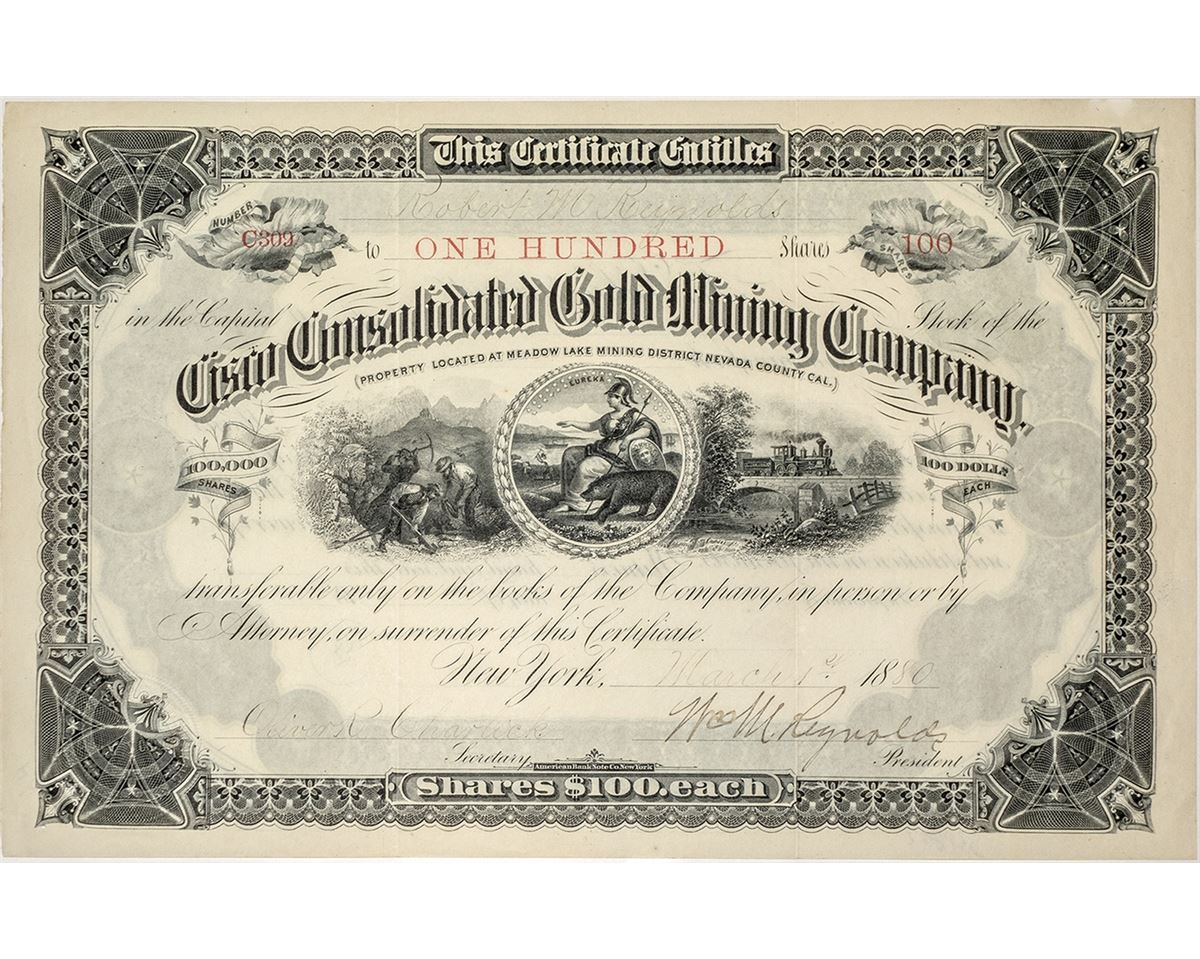 This Certificate Entitles
Robert M Reynolds
NUMBER
C309
to ONE HUNDRED Shares
SHARES
100
in the Capital Stock of the
Cisco Consolidated Gold Mining Company,
(PROPERTY LOCATED AT MEADOW LAKE MINING DISTRICT NEVADA COUNTY CAL.)
EUREKA
100,000
SHARES
100 DOLLS
EACH
transferable only on the books of the Company, in person or by
Attorney, on surrender of this Certificate.
New York, March 1st 1880
Oliver R Charlick
Wm M Reynolds
Secretary
President
American Bank Note Co. New York
Shares $100. each